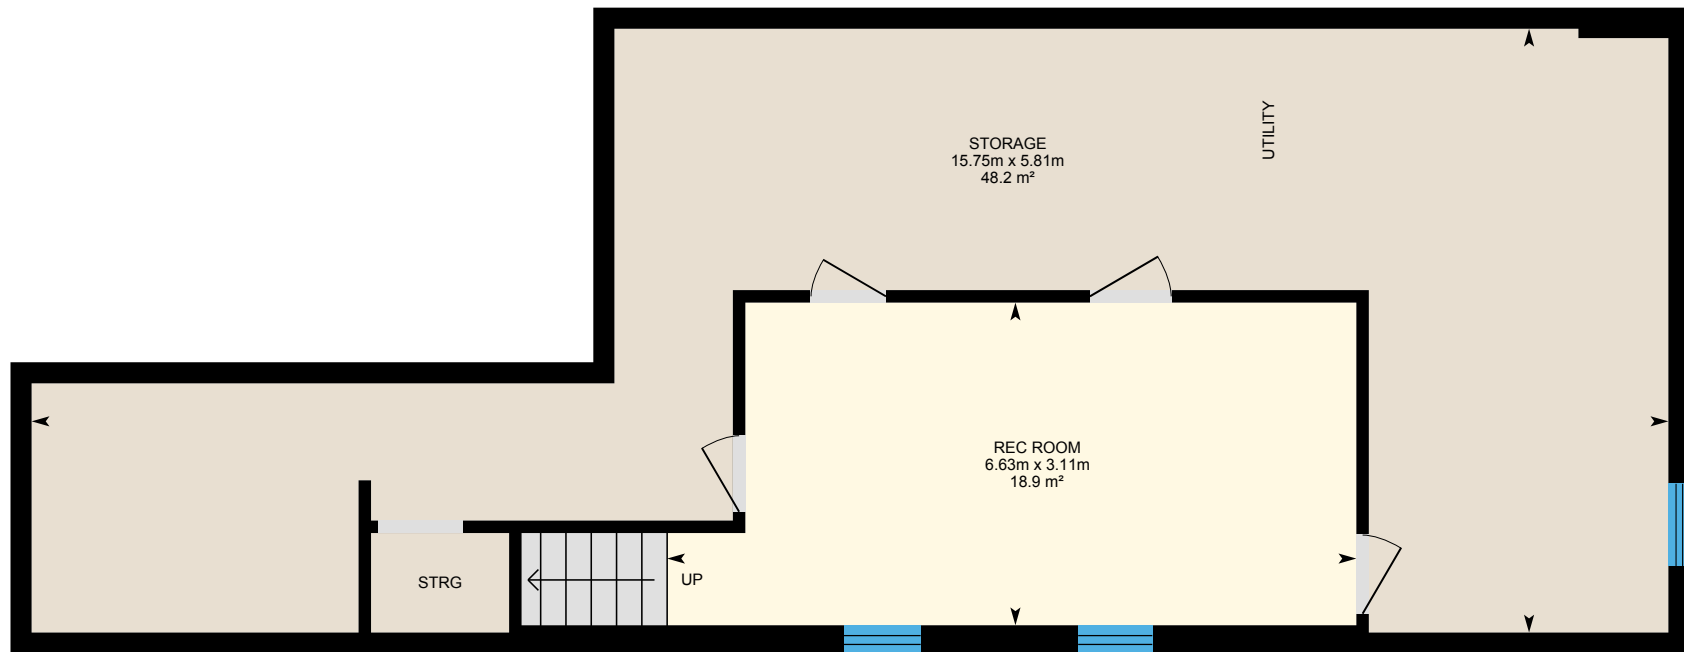 STORAGE
15.75m x 5.81m
48.2 m²
UTILITY
REC ROOM
6.63m x 3.11m
18.9 m²
STRG
UP